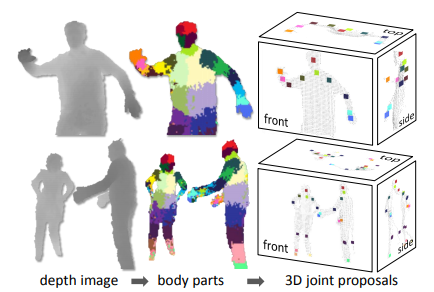 top
front
side
top
front
side
depth image
body parts
3D joint proposals